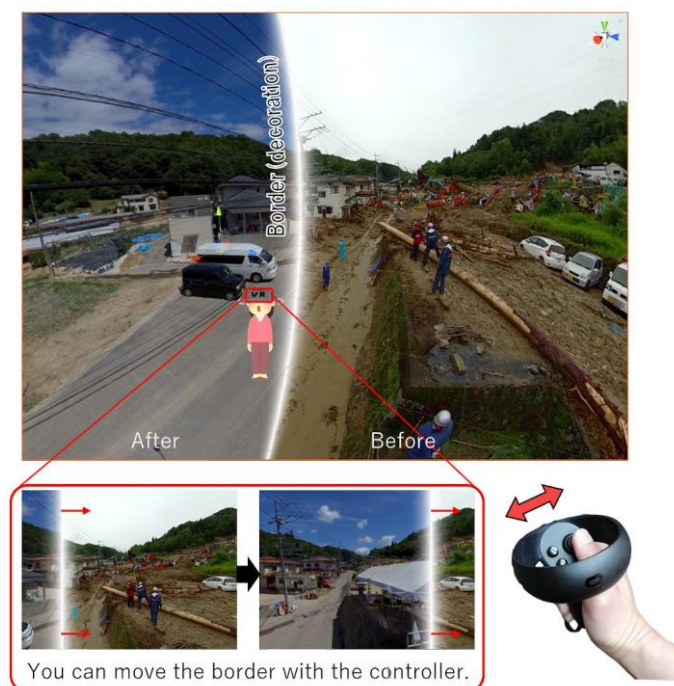 Border (decoration)
VR
After
Before
You can move the border with the controller.